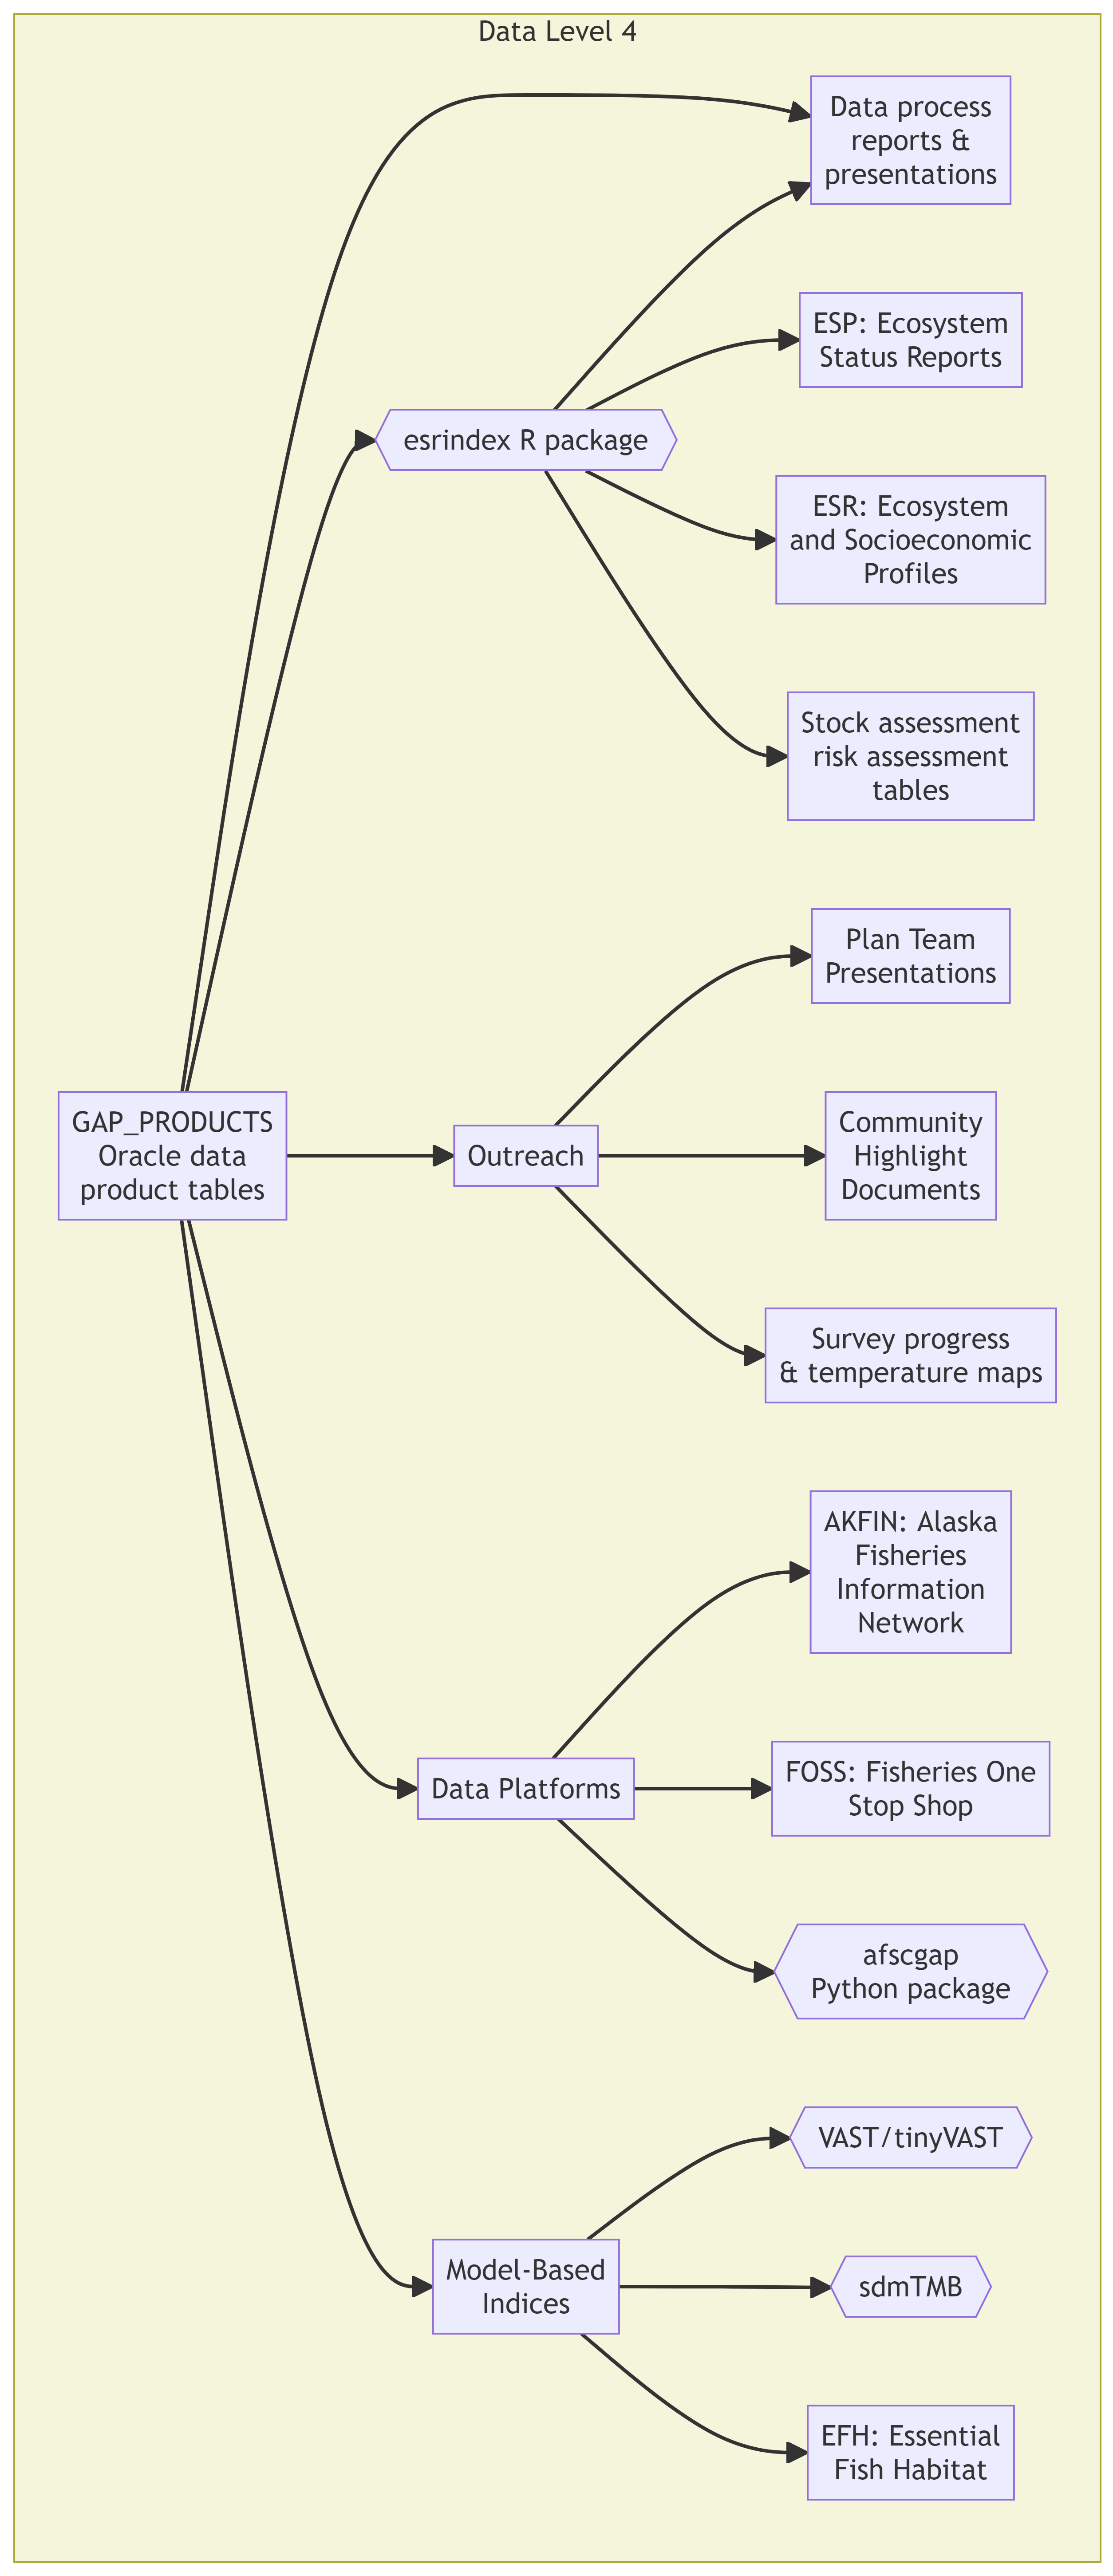 Data Level 4
Data process
reports &
presentations
ESP: Ecosystem
Status Reports
esrindex R package
ESR: Ecosystem
and Socioeconomic
Profiles
Stock assessment
risk assessment
tables
Plan Team
Presentations
GAP_PRODUCTS
Oracle data
product tables
Outreach
Community
Highlight
Documents
Survey progress
& temperature maps
AKFIN: Alaska
Fisheries
Information
Network
Data Platforms
FOSS: Fisheries One
Stop Shop
afscgap
Python package
VAST/tinyVAST
Model-Based
Indices
sdmTMB
EFH: Essential
Fish Habitat